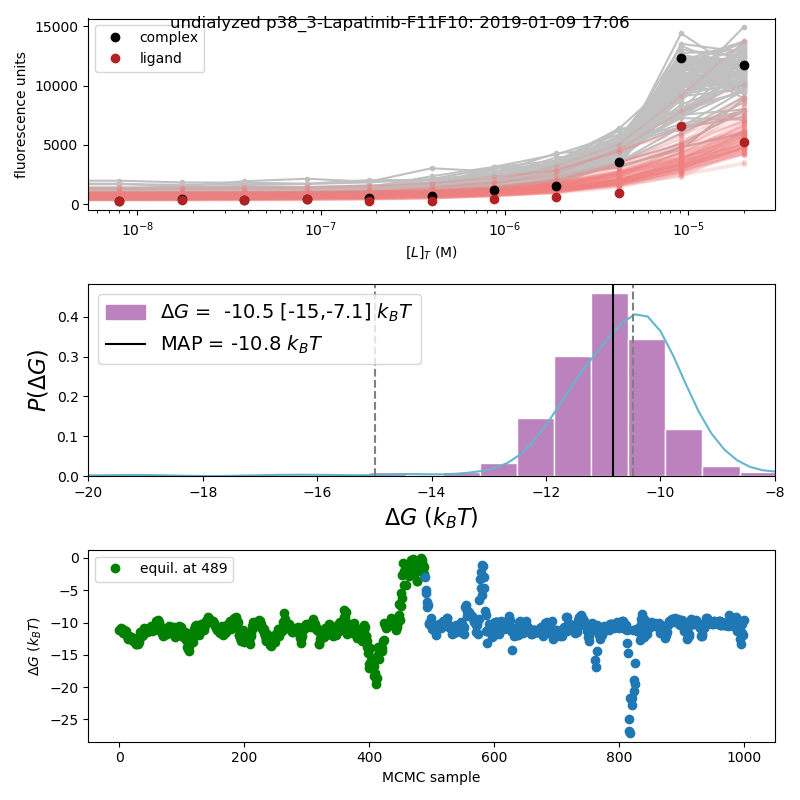 undialyzed p38_3-Lapatinib-F11F10: 2019-01-09 17:06
complex
ligand
fluorescence units
15000
10000
5000
0
10⁻⁸
10⁻⁷
10⁻⁶
10⁻⁵
[L]_T (M)
ΔG = -10.5 [-15,-7.1] k_BT
MAP = -10.8 k_BT
P(ΔG)
0.4
0.3
0.2
0.1
0.0
−20
−18
−16
−14
−12
−10
−8
ΔG (k_BT)
equil. at 489
ΔG (k_BT)
0
−5
−10
−15
−20
−25
0
200
400
600
800
1000
MCMC sample